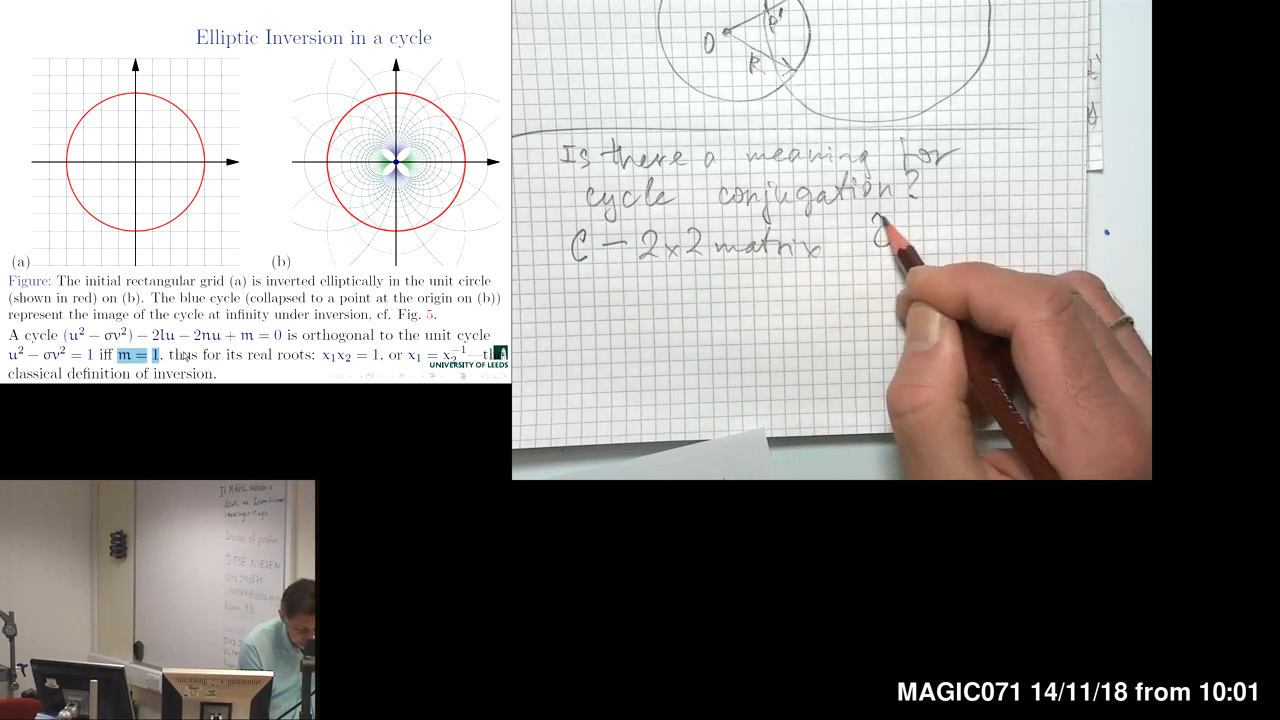 Elliptic Inversion in a cycle
(a)
(b)
Figure: The initial rectangular grid (a) is inverted elliptically in the unit circle
(shown in red) on (b). The blue cycle (collapsed to a point at the origin on (b))
represent the image of the cycle at infinity under inversion, cf. Fig. 5.
A cycle (u² − σv²) − 2lu − 2nu + m = 0 is orthogonal to the unit cycle
u² − σv² = 1 iff m = 1, thus for its real roots: x₁x₂ = 1, or x₁ = x₂⁻¹—the
classical definition of inversion.
UNIVERSITY OF LEEDS
O
P'
R
Is there a meaning for
cycle conjugation?
C – 2×2 matrix
MAGIC071 14/11/18 from 10:01